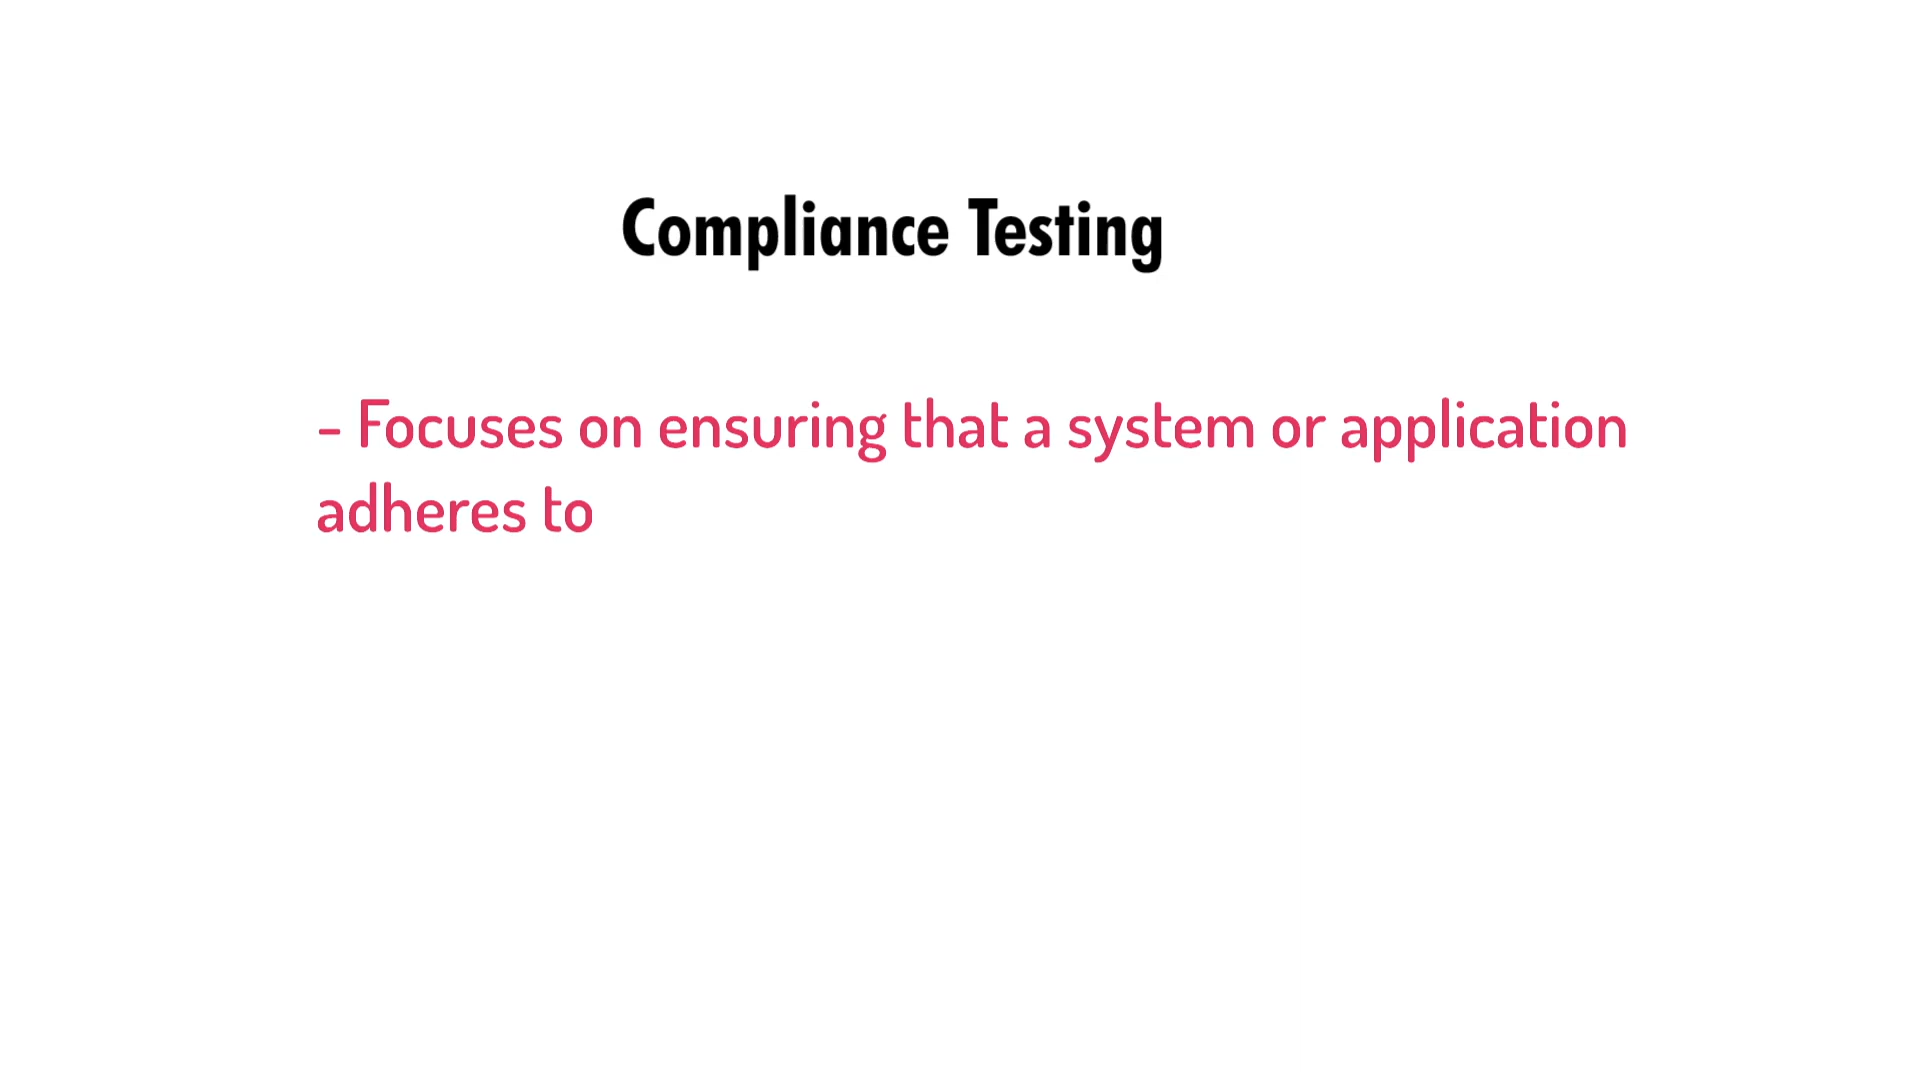 Compliance Testing
- Focuses on ensuring that a system or application
adheres to